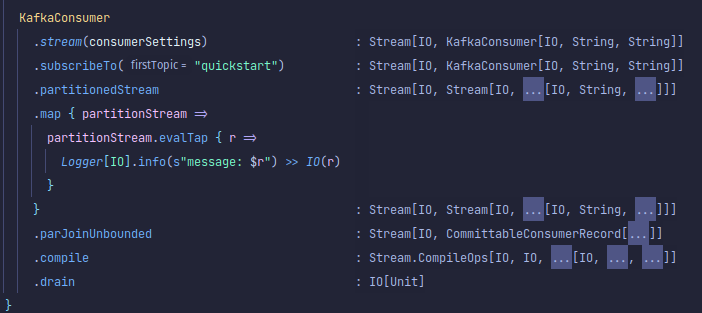 KafkaConsumer
.stream(consumerSettings) : Stream[IO, KafkaConsumer[IO, String, String]]
.subscribeTo( firstTopic = "quickstart") : Stream[IO, KafkaConsumer[IO, String, String]]
.partitionedStream : Stream[IO, Stream[IO, ...[IO, String, ...]]]
.map { partitionStream ⇒
partitionStream.evalTap { r ⇒
Logger[IO].info(s"message: $r") >> IO(r)
}
} : Stream[IO, Stream[IO, ...[IO, String, ...]]]
.parJoinUnbounded : Stream[IO, CommittableConsumerRecord[...]]
.compile : Stream.CompileOps[IO, IO, ...[IO, ..., ...]]
.drain : IO[Unit]
}